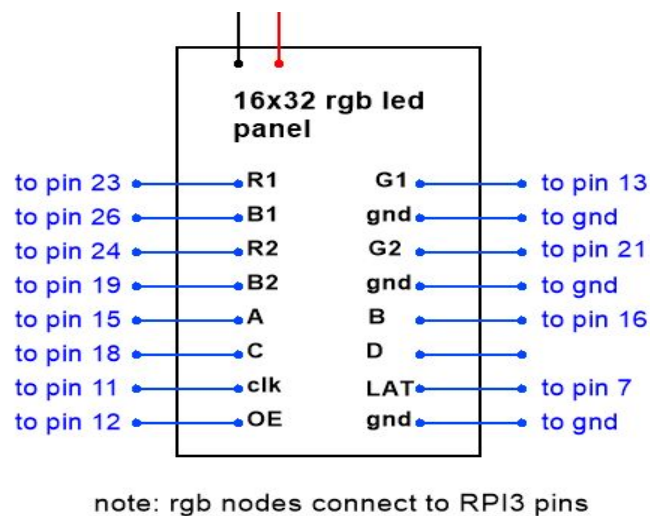 16x32 rgb led
panel
to pin 23 R1 G1 to pin 13
to pin 26 B1 gnd to gnd
to pin 24 R2 G2 to pin 21
to pin 19 B2 gnd to gnd
to pin 15 A B to pin 16
to pin 18 C D
to pin 11 clk LAT to pin 7
to pin 12 OE gnd to gnd
note: rgb nodes connect to RPI3 pins